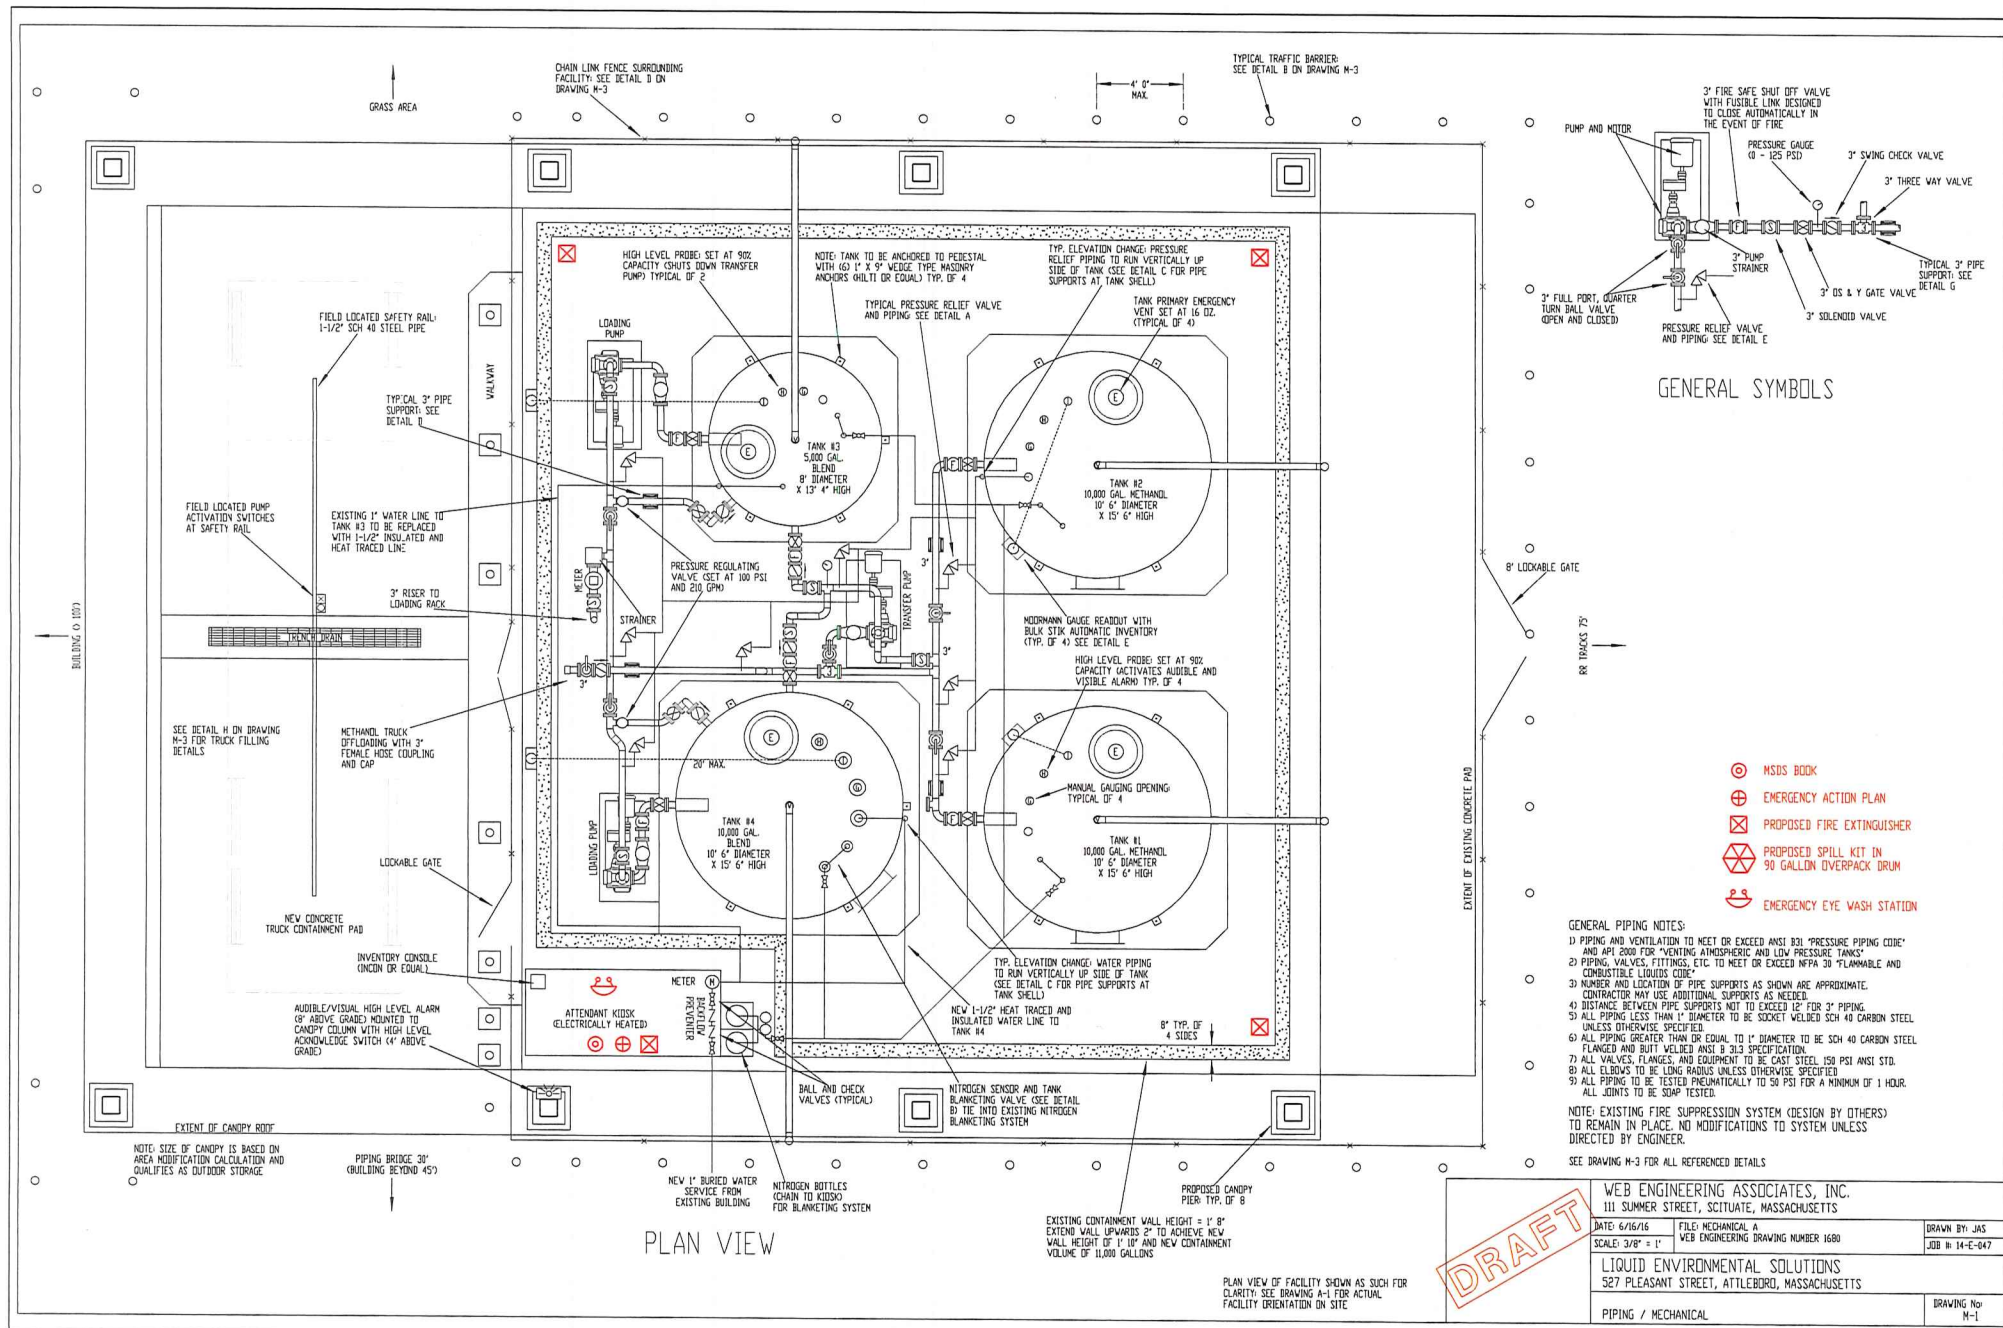 CHAIN LINK FENCE SURROUNDING
FACILITY: SEE DETAIL D ON
DRAWING M-3
GRASS AREA
4' 0"
MAX.
TYPICAL TRAFFIC BARRIER:
SEE DETAIL B ON DRAWING M-3
3" FIRE SAFE SHUT OFF VALVE
WITH FUSIBLE LINK DESIGNED
TO CLOSE AUTOMATICALLY IN
THE EVENT OF FIRE
PUMP AND MOTOR
PRESSURE GAUGE
(0 - 125 PSI)
3" SWING CHECK VALVE
3" THREE WAY VALVE
3" PUMP
STRAINER
TYPICAL 3" PIPE
SUPPORT: SEE
DETAIL G
3" FULL PORT, QUARTER
TURN BALL VALVE
(OPEN AND CLOSED)
3" OS & Y GATE VALVE
3" SOLENOID VALVE
PRESSURE RELIEF VALVE
AND PIPING: SEE DETAIL E
GENERAL SYMBOLS
HIGH LEVEL PROBE: SET AT 90%
CAPACITY (SHUTS DOWN TRANSFER
PUMP) TYPICAL OF 2
NOTE: TANK TO BE ANCHORED TO PEDESTAL
WITH (6) 1" X 9" WEDGE TYPE MASONRY
ANCHORS (HILTI OR EQUAL) TYP. OF 4
TYP. ELEVATION CHANGE: PRESSURE
RELIEF PIPING TO RUN VERTICALLY UP
SIDE OF TANK (SEE DETAIL C FOR PIPE
SUPPORTS AT TANK SHELL)
TYPICAL PRESSURE RELIEF VALVE
AND PIPING: SEE DETAIL A
TANK PRIMARY EMERGENCY
VENT SET AT 16 OZ.
(TYPICAL OF 4)
FIELD LOCATED SAFETY RAIL:
1-1/2" SCH 40 STEEL PIPE
LOADING
PUMP
WALKWAY
TYPICAL 3" PIPE
SUPPORT: SEE
DETAIL D
TANK #3
5,000 GAL.
BLEND
8' DIAMETER
X 13' 4" HIGH
TANK #2
10,000 GAL. METHANOL
10' 6" DIAMETER
X 15' 6" HIGH
FIELD LOCATED PUMP
ACTIVATION SWITCHES
AT SAFETY RAIL
EXISTING 1" WATER LINE TO
TANK #3 TO BE REPLACED
WITH 1-1/2" INSULATED AND
HEAT TRACED LINE
3" RISER TO
LOADING RACK
METER
STRAINER
PRESSURE REGULATING
VALVE (SET AT 100 PSI
AND 210 GPM)
TRANSFER PUMP
3"
3"
3"
8' LOCKABLE GATE
BUILDING (> 100')
TRENCH DRAIN
RR TRACKS 75'
MOORMANN GAUGE READOUT WITH
BULK STIK AUTOMATIC INVENTORY
(TYP. OF 4) SEE DETAIL E
HIGH LEVEL PROBE: SET AT 90%
CAPACITY (ACTIVATES AUDIBLE AND
VISIBLE ALARM) TYP. OF 4
SEE DETAIL H ON DRAWING
M-3 FOR TRUCK FILLING
DETAILS
METHANOL TRUCK
OFFLOADING WITH 3"
FEMALE HOSE COUPLING
AND CAP
20' MAX.
MANUAL GAUGING OPENING:
TYPICAL OF 4
TANK #4
10,000 GAL.
BLEND
10' 6" DIAMETER
X 15' 6" HIGH
TANK #1
10,000 GAL. METHANOL
10' 6" DIAMETER
X 15' 6" HIGH
LOADING PUMP
EXTENT OF EXISTING CONCRETE PAD
LOCKABLE GATE
NEW CONCRETE
TRUCK CONTAINMENT PAD
MSDS BOOK
EMERGENCY ACTION PLAN
PROPOSED FIRE EXTINGUISHER
PROPOSED SPILL KIT IN
90 GALLON OVERPACK DRUM
EMERGENCY EYE WASH STATION
INVENTORY CONSOLE
(INCON OR EQUAL)
METER
M
ATTENDANT KIOSK
(ELECTRICALLY HEATED)
BACKFLOW
PREVENTER
TYP. ELEVATION CHANGE: WATER PIPING
TO RUN VERTICALLY UP SIDE OF TANK
(SEE DETAIL C FOR PIPE SUPPORTS AT
TANK SHELL)
NEW 1-1/2" HEAT TRACED AND
INSULATED WATER LINE TO
TANK #4
8" TYP. OF
4 SIDES
AUDIBLE/VISUAL HIGH LEVEL ALARM
(8' ABOVE GRADE) MOUNTED TO
CANOPY COLUMN WITH HIGH LEVEL
ACKNOWLEDGE SWITCH (4' ABOVE
GRADE)
BALL AND CHECK
VALVES (TYPICAL)
NITROGEN SENSOR AND TANK
BLANKETING VALVE (SEE DETAIL
B) TIE INTO EXISTING NITROGEN
BLANKETING SYSTEM
GENERAL PIPING NOTES:
1) PIPING AND VENTILATION TO MEET OR EXCEED ANSI B31 "PRESSURE PIPING CODE"
AND API 2000 FOR "VENTING ATMOSPHERIC AND LOW PRESSURE TANKS"
2) PIPING, VALVES, FITTINGS, ETC. TO MEET OR EXCEED NFPA 30 "FLAMMABLE AND
COMBUSTIBLE LIQUIDS CODE"
3) NUMBER AND LOCATION OF PIPE SUPPORTS AS SHOWN ARE APPROXIMATE.
CONTRACTOR MAY USE ADDITIONAL SUPPORTS AS NEEDED.
4) DISTANCE BETWEEN PIPE SUPPORTS NOT TO EXCEED 12' FOR 3" PIPING.
5) ALL PIPING LESS THAN 1" DIAMETER TO BE SOCKET WELDED SCH 40 CARBON STEEL
UNLESS OTHERWISE SPECIFIED.
6) ALL PIPING GREATER THAN OR EQUAL TO 1" DIAMETER TO BE SCH 40 CARBON STEEL
FLANGED AND BUTT WELDED ANSI B 31.3 SPECIFICATION.
7) ALL VALVES, FLANGES, AND EQUIPMENT TO BE CAST STEEL 150 PSI ANSI STD.
8) ALL ELBOWS TO BE LONG RADIUS UNLESS OTHERWISE SPECIFIED
9) ALL PIPING TO BE TESTED PNEUMATICALLY TO 50 PSI FOR A MINIMUM OF 1 HOUR.
ALL JOINTS TO BE SOAP TESTED.
NOTE: EXISTING FIRE SUPPRESSION SYSTEM (DESIGN BY OTHERS)
TO REMAIN IN PLACE. NO MODIFICATIONS TO SYSTEM UNLESS
DIRECTED BY ENGINEER.
SEE DRAWING M-3 FOR ALL REFERENCED DETAILS
EXTENT OF CANOPY ROOF
NOTE: SIZE OF CANOPY IS BASED ON
AREA MODIFICATION CALCULATION AND
QUALIFIES AS OUTDOOR STORAGE
PIPING BRIDGE 30'
(BUILDING BEYOND 45')
NEW 1" BURIED WATER
SERVICE FROM
EXISTING BUILDING
NITROGEN BOTTLES
(CHAIN TO KIOSK)
FOR BLANKETING SYSTEM
PROPOSED CANOPY
PIER: TYP. OF 8
EXISTING CONTAINMENT WALL HEIGHT = 1' 8"
EXTEND WALL UPWARDS 2" TO ACHIEVE NEW
WALL HEIGHT OF 1' 10" AND NEW CONTAINMENT
VOLUME OF 11,000 GALLONS
PLAN VIEW
PLAN VIEW OF FACILITY SHOWN AS SUCH FOR
CLARITY: SEE DRAWING A-1 FOR ACTUAL
FACILITY ORIENTATION ON SITE
DRAFT
WEB ENGINEERING ASSOCIATES, INC.
111 SUMMER STREET, SCITUATE, MASSACHUSETTS
DATE: 6/16/16
FILE: MECHANICAL A
WEB ENGINEERING DRAWING NUMBER 1680
DRAWN BY: JAS
SCALE: 3/8" = 1'
JOB #: 14-E-047
LIQUID ENVIRONMENTAL SOLUTIONS
527 PLEASANT STREET, ATTLEBORO, MASSACHUSETTS
PIPING / MECHANICAL
DRAWING No:
M-1